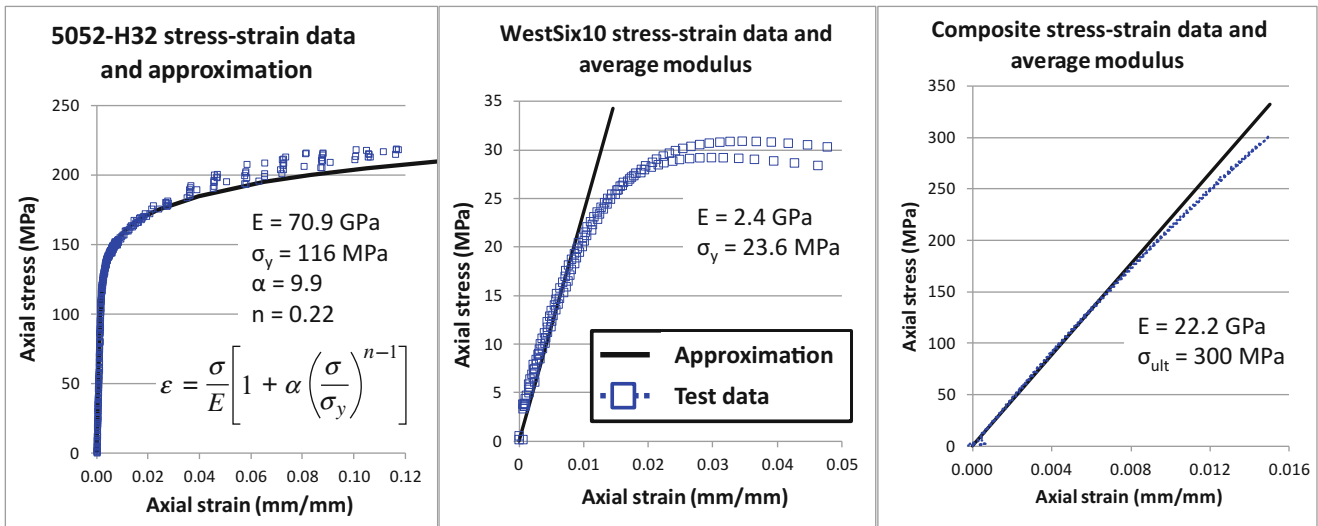 5052-H32 stress-strain data
and approximation
250
200
150
100
50
0
0.00 0.02 0.04 0.06 0.08 0.10 0.12
Axial stress (MPa)
Axial strain (mm/mm)
E = 70.9 GPa
σy = 116 MPa
α = 9.9
n = 0.22
ε = σ/E[1 + α(σ/σy)^n−1]
WestSix10 stress-strain data and
average modulus
35
30
25
20
15
10
5
0
0 0.01 0.02 0.03 0.04 0.05
Axial stress (MPa)
Axial strain (mm/mm)
E = 2.4 GPa
σy = 23.6 MPa
Approximation
Test data
Composite stress-strain data and
average modulus
350
300
250
200
150
100
50
0
0.000 0.004 0.008 0.012 0.016
Axial stress (MPa)
Axial strain (mm/mm)
E = 22.2 GPa
σult = 300 MPa